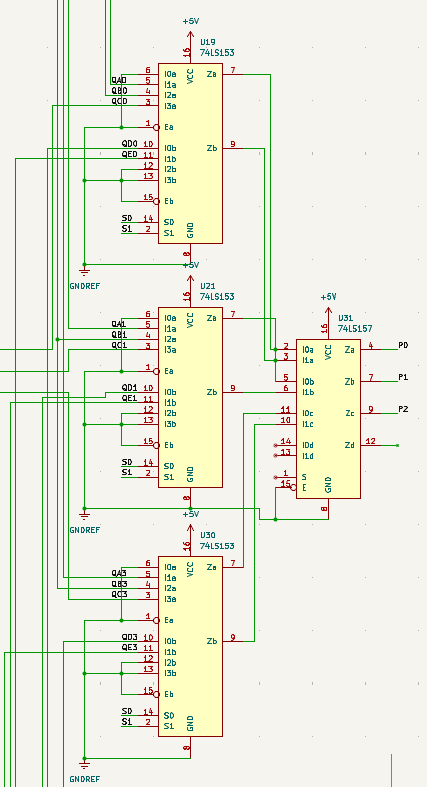 +5V
U19
74LS153
16
VCC
6 I0a Za 7
QA0 5 I1a
QB0 4 I2a
QC0 3 I3a
1 Ea
QD0 10 I0b Zb 9
QE0 11 I1b
12 I2b
13 I3b
15 Eb
S0 14 S0
S1 2 S1
GND
8
GNDREF
+5V
U21
74LS153
16
VCC
6 I0a Za 7
QA1 5 I1a
QB1 4 I2a
QC1 3 I3a
1 Ea
QD1 10 I0b Zb 9
QE1 11 I1b
12 I2b
13 I3b
15 Eb
S0 14 S0
S1 2 S1
GND
8
GNDREF
+5V
U31
74LS157
16
VCC
2 I0a Za 4 P0
3 I1a
5 I0b Zb 7 P1
6 I1b
11 I0c Zc 9 P2
10 I1c
14 I0d Zd 12
13 I1d
1 S
15 E
GND
8
+5V
U30
74LS153
16
VCC
6 I0a Za 7
QA3 5 I1a
QB3 4 I2a
QC3 3 I3a
1 Ea
QD3 10 I0b Zb 9
QE3 11 I1b
12 I2b
13 I3b
15 Eb
S0 14 S0
S1 2 S1
GND
8
GNDREF